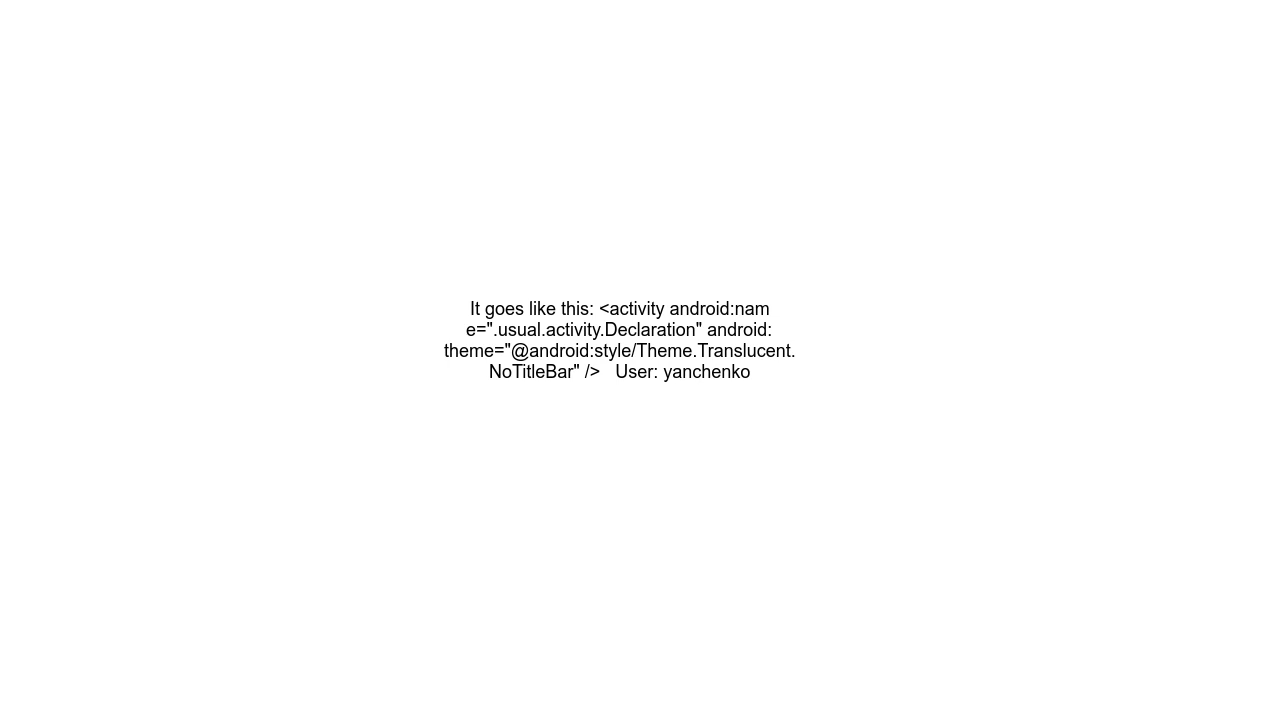 It goes like this: <activity android:nam
e=".usual.activity.Declaration" android:
theme="@android:style/Theme.Translucent.
NoTitleBar" />   User: yanchenko